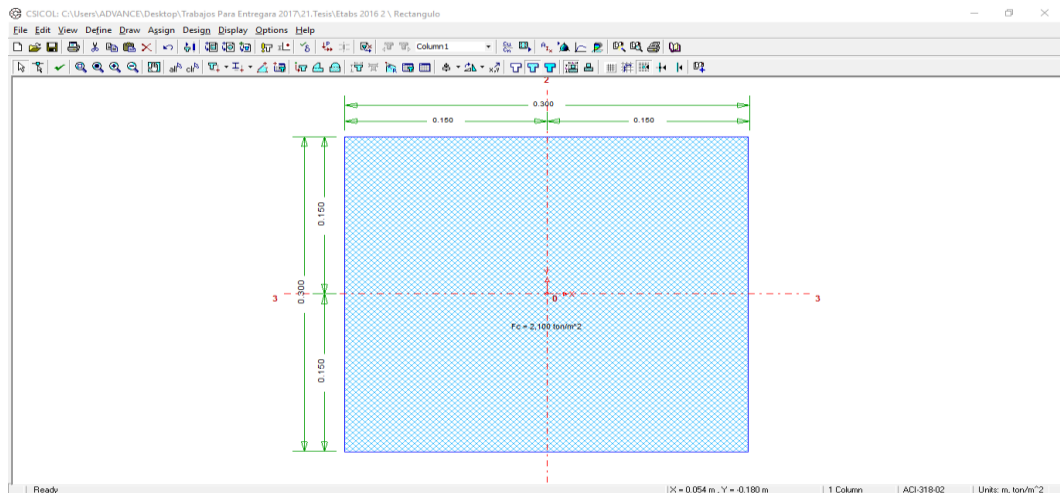 CSICOL: C:\Users\ADVANCE\Desktop\Trabajos Para Entregara 2017\21.Tesis\Etabs 2016 2 \ Rectangulo
File Edit View Define Draw Assign Design Display Options Help
Column1
2
0.300
0.150 0.150
0.150
0.300
3 3
Y
X
0
Fc = 2,100 ton/m^2
0.150
Ready X = 0.054 m , Y = -0.180 m 1 Column ACI-318-02 Units: m, ton/m^2